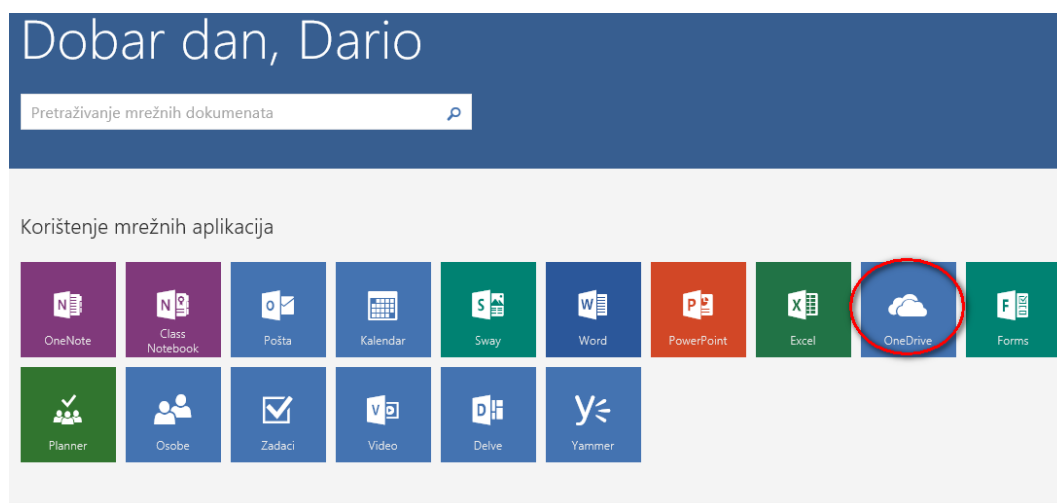 Dobar dan, Dario
Pretraživanje mrežnih dokumenata
Korištenje mrežnih aplikacija
OneNote
Class
Notebook
Pošta
Kalendar
Sway
Word
PowerPoint
Excel
OneDrive
Forms
Planner
Osobe
Zadaci
Video
Delve
Yammer